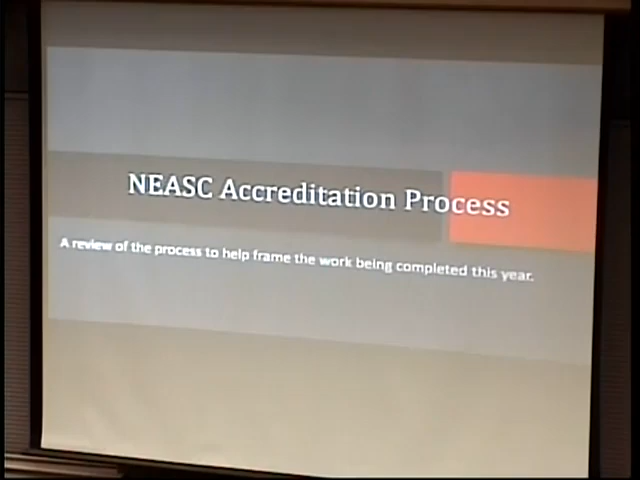 NEASC Accreditation Process
A review of the process to help frame the work being completed this year.